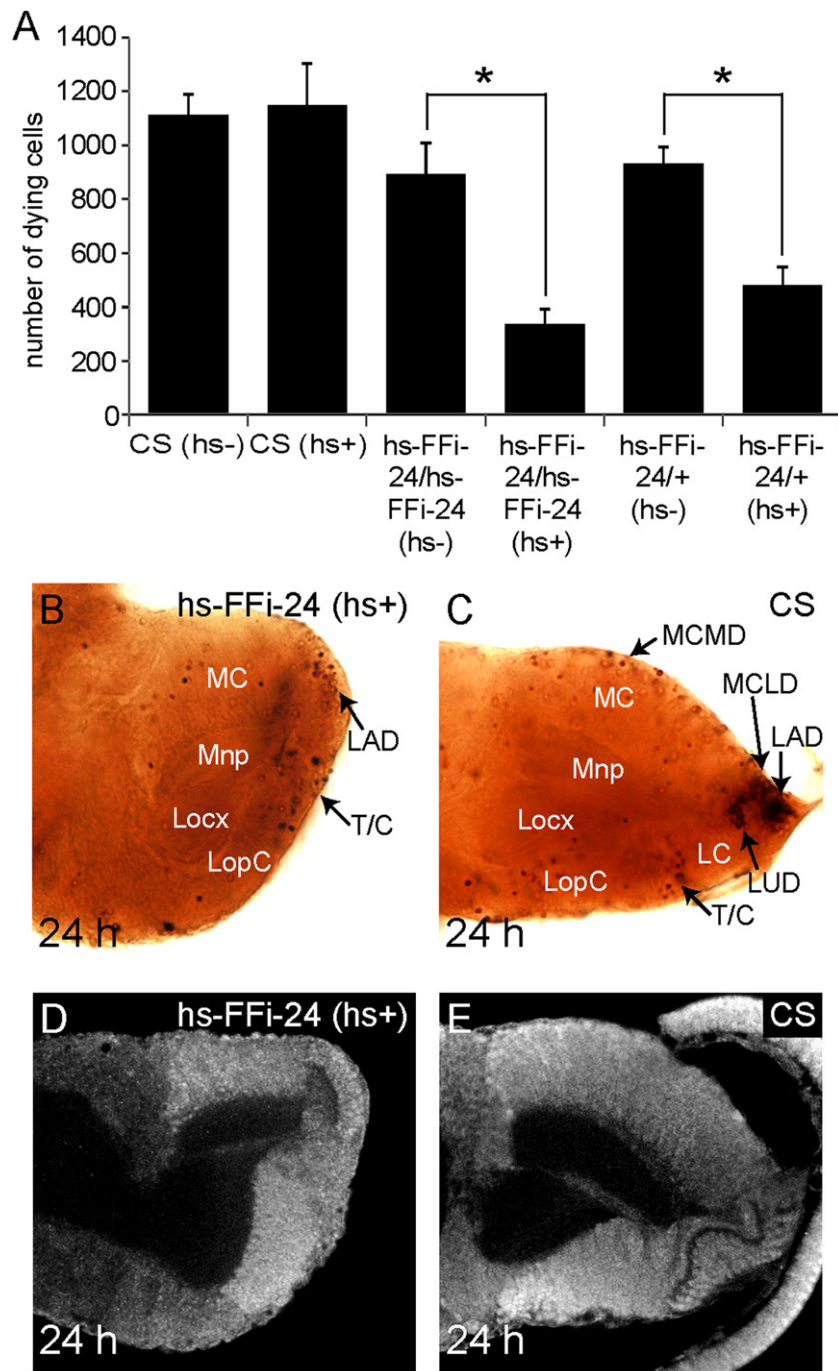 A
number of dying cells
1400
1200
1000
800
600
400
200
0
*
*
CS (hs-)
CS (hs+)
hs-FFi-
24/hs-
FFi-24
(hs-)
hs-FFi-
24/hs-
FFi-24
(hs+)
hs-FFi-
24/+
(hs-)
hs-FFi-
24/+
(hs+)
B
hs-FFi-24 (hs+)
MC
LAD
Mnp
T/C
Locx
LopC
24 h
C
CS
MCMD
MC
MCLD
LAD
Mnp
Locx
LC
LopC
LUD
T/C
24 h
D
hs-FFi-24 (hs+)
24 h
E
CS
24 h